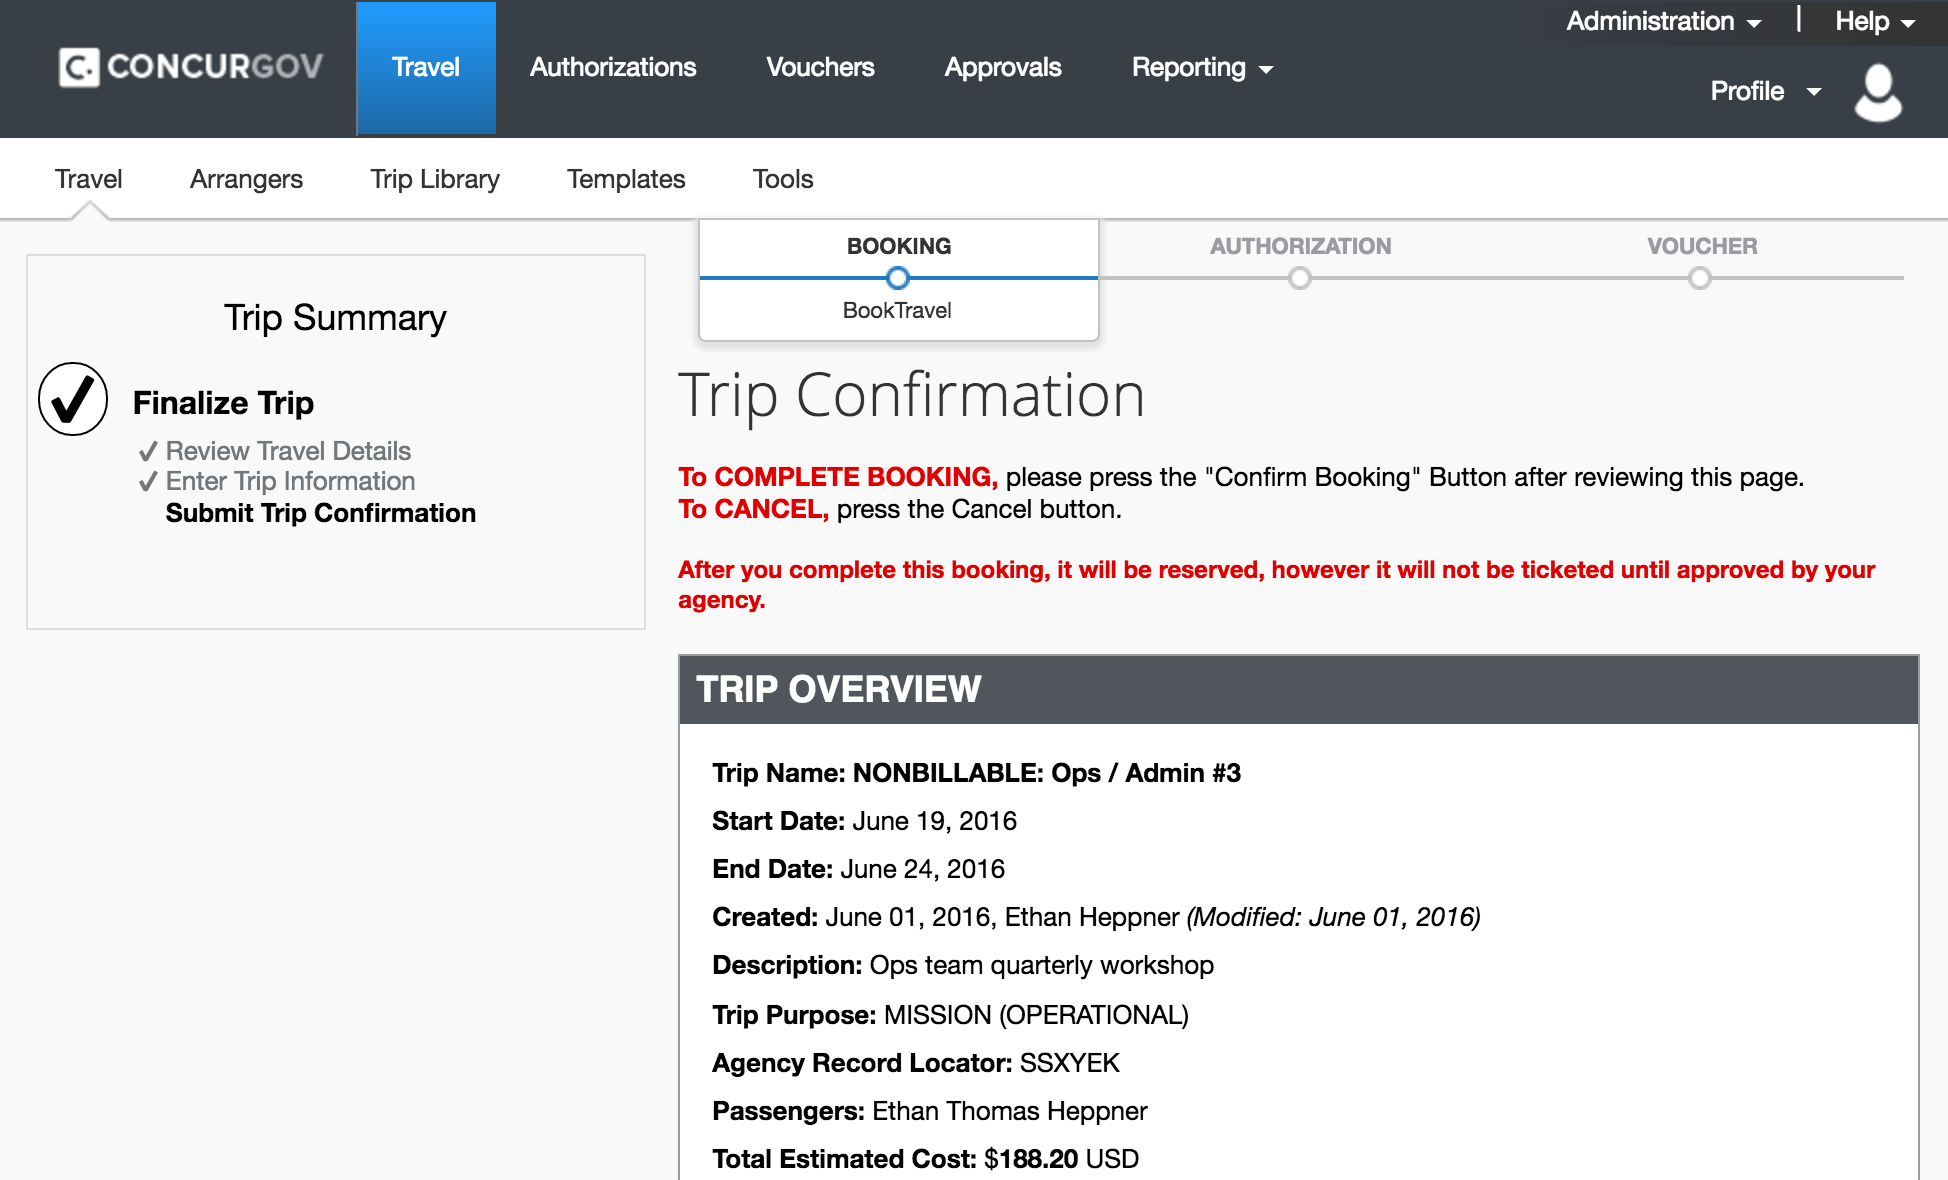 Administration | Help
CONCURGOV Travel Authorizations Vouchers Approvals Reporting
Profile
Travel Arrangers Trip Library Templates Tools
BOOKING AUTHORIZATION VOUCHER
BookTravel
Trip Summary
Finalize Trip
✓ Review Travel Details
✓ Enter Trip Information
Submit Trip Confirmation
Trip Confirmation
To COMPLETE BOOKING, please press the "Confirm Booking" Button after reviewing this page.
To CANCEL, press the Cancel button.
After you complete this booking, it will be reserved, however it will not be ticketed until approved by your
agency.
TRIP OVERVIEW
Trip Name: NONBILLABLE: Ops / Admin #3
Start Date: June 19, 2016
End Date: June 24, 2016
Created: June 01, 2016, Ethan Heppner (Modified: June 01, 2016)
Description: Ops team quarterly workshop
Trip Purpose: MISSION (OPERATIONAL)
Agency Record Locator: SSXYEK
Passengers: Ethan Thomas Heppner
Total Estimated Cost: $188.20 USD